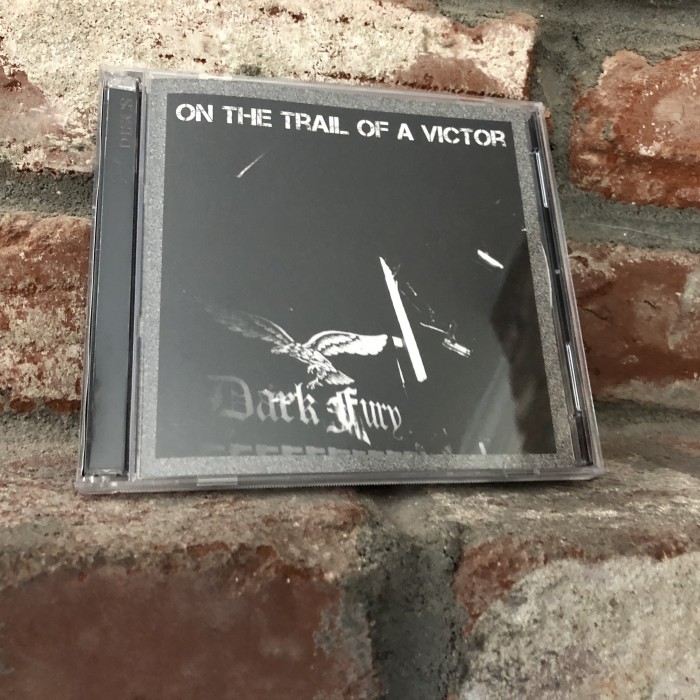 ON THE TRAIL OF A VICTOR
Dark Fury